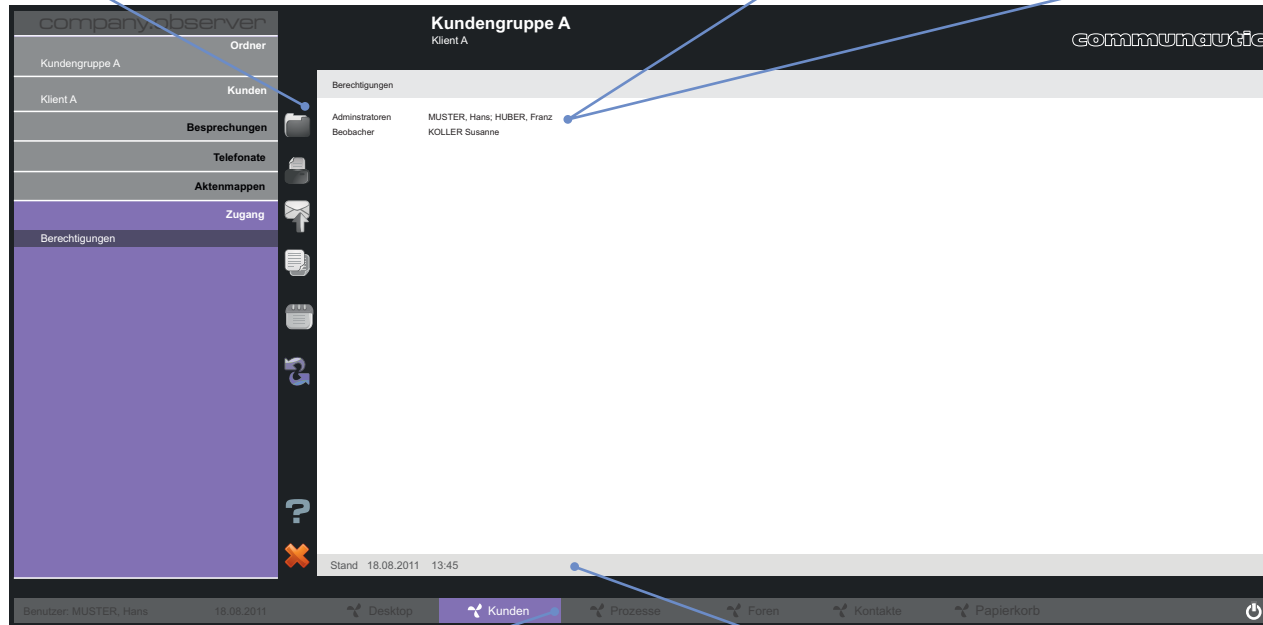 company.observer
Ordner
Kundengruppe A
Kunden
Klient A
Besprechungen
Telefonate
Aktenmappen
Zugang
Berechtigungen
Kundengruppe A
Klient A
communautic
Berechtigungen
Adminstratoren MUSTER, Hans; HUBER, Franz
Beobacher KOLLER Susanne
?
Stand 18.08.2011 13:45
Benutzer: MUSTER, Hans 18.08.2011 Desktop Kunden Prozesse Foren Kontakte Papierkorb